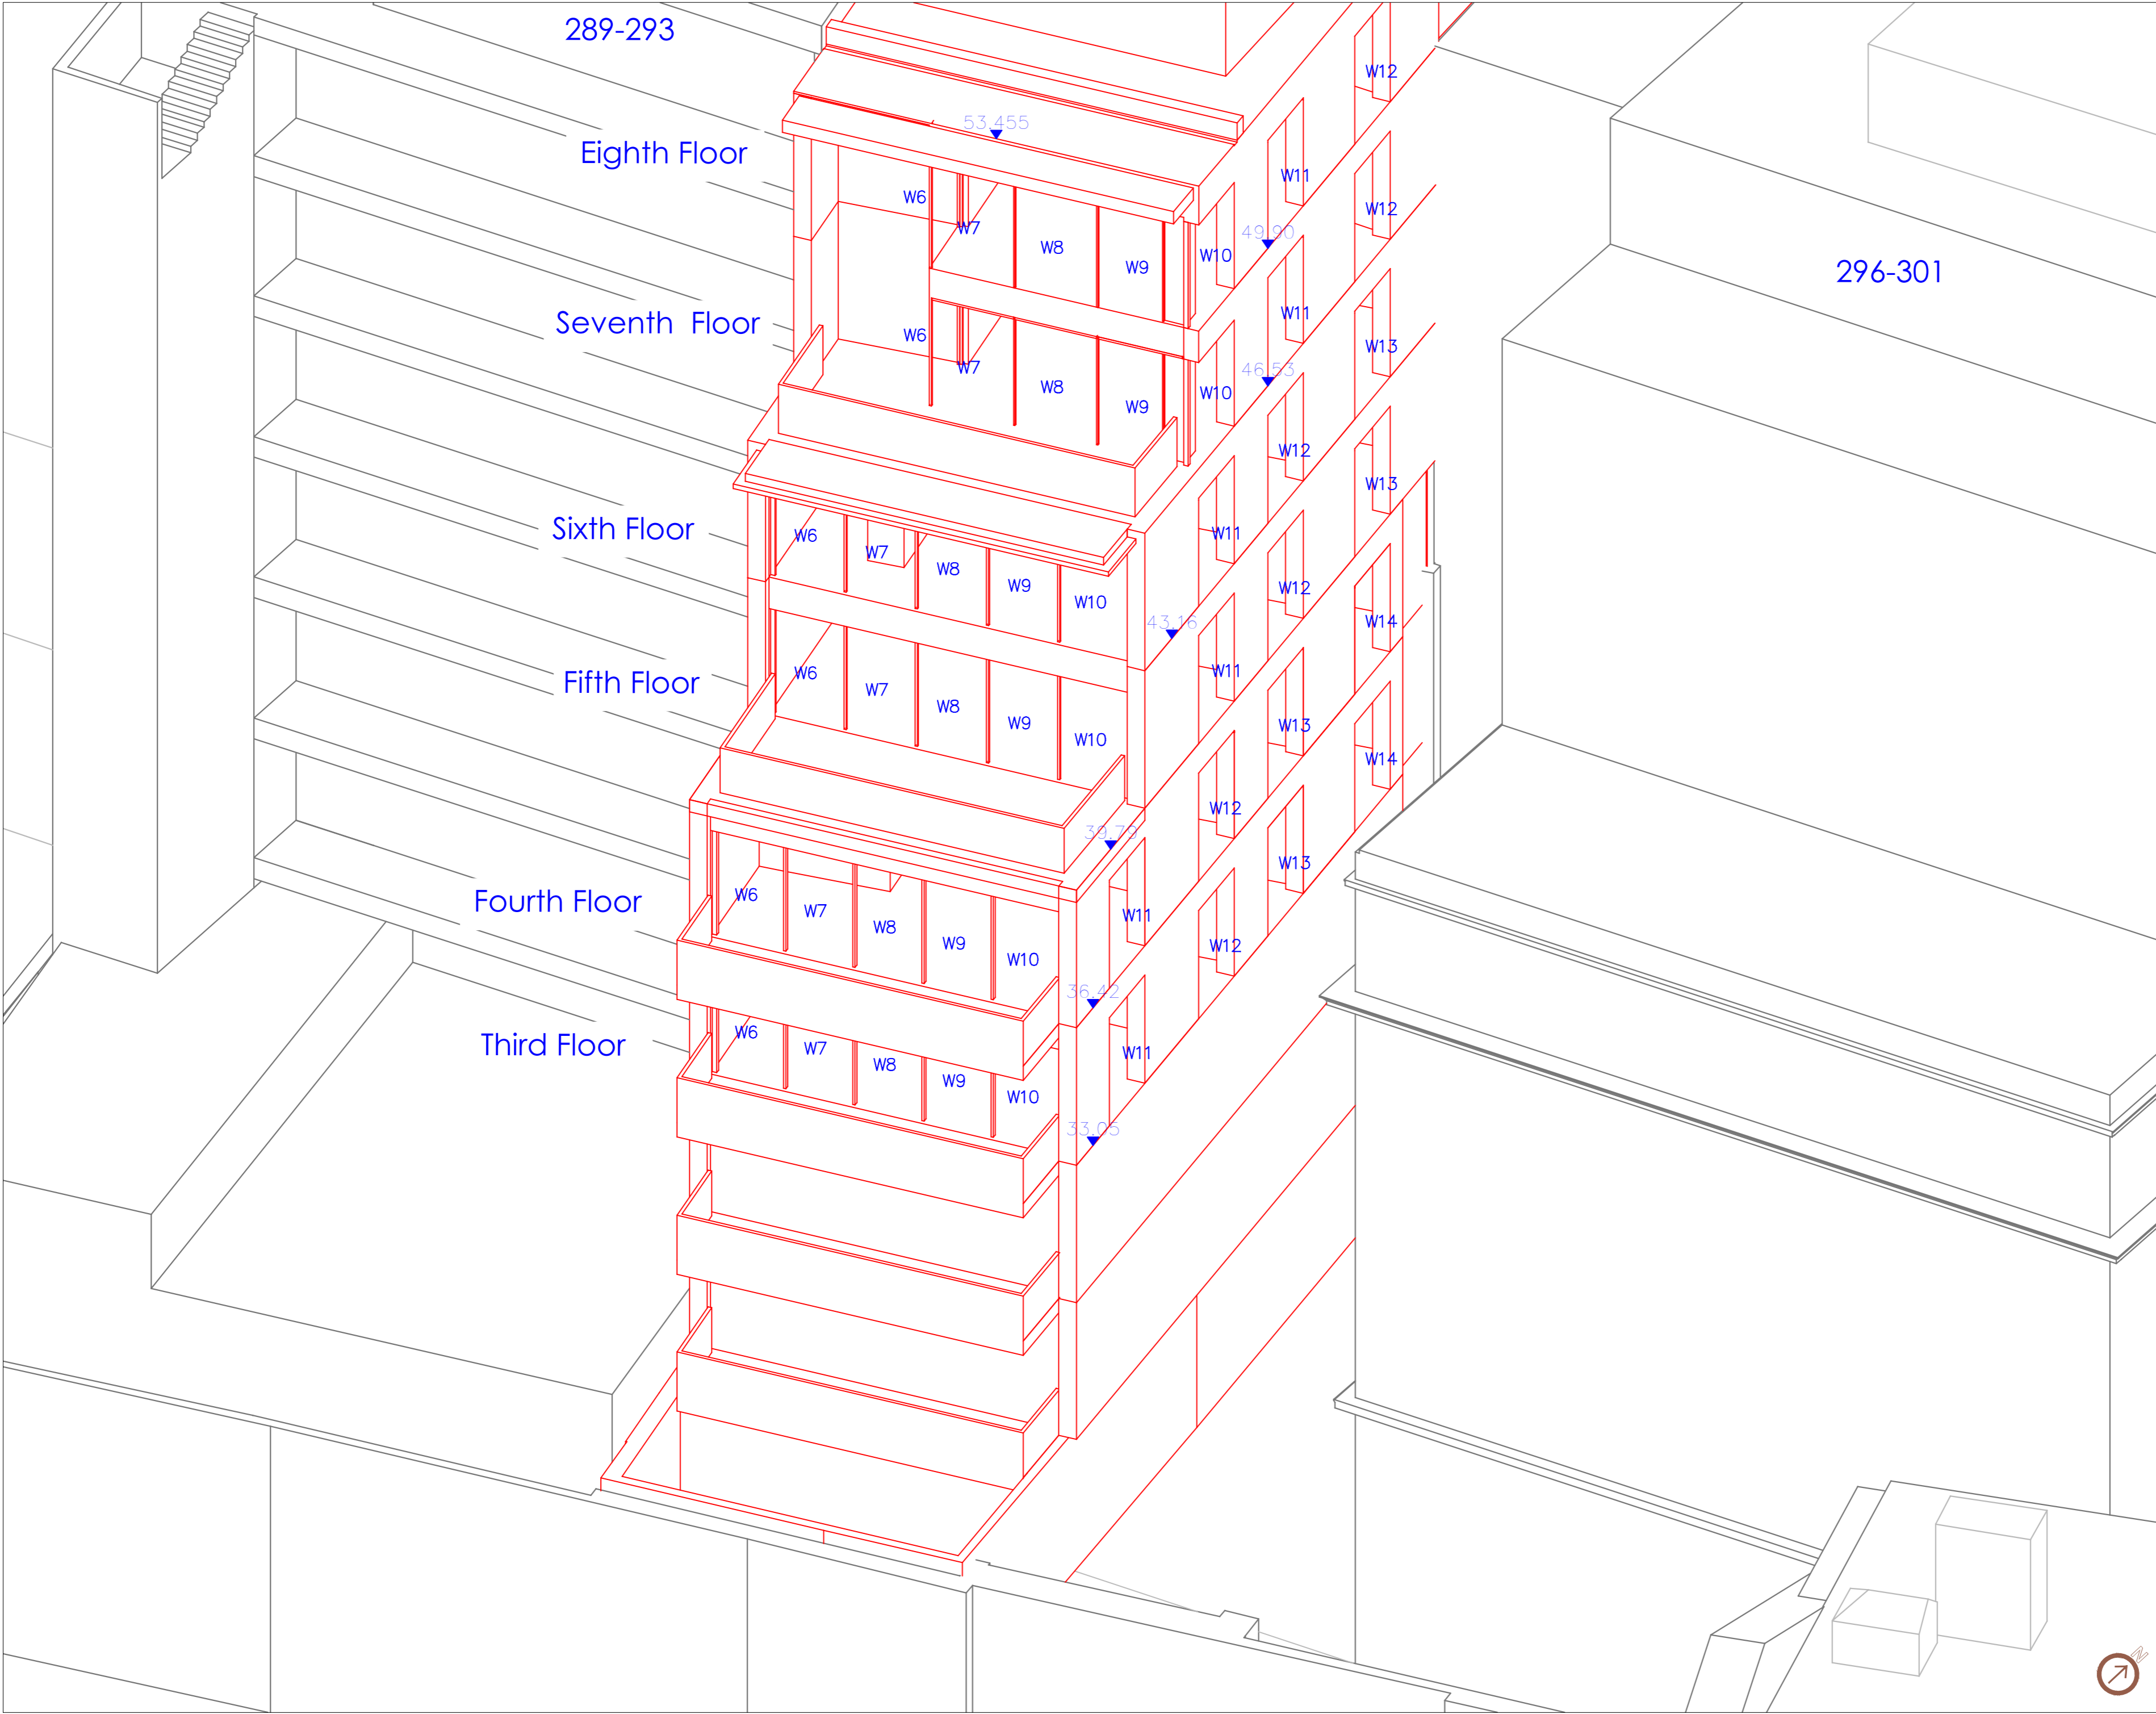 289-293
W12
Eighth Floor
53.455
W11
W6
W7
W8
W9
W10
49.90
W12
296-301
Seventh Floor
W6
W7
W8
W9
W10
46.53
W11
W13
Sixth Floor
W6
W7
W8
W9
W10
43.16
W11
W12
W13
Fifth Floor
W6
W7
W8
W9
W10
39.79
W11
W12
W14
Fourth Floor
W6
W7
W8
W9
W10
36.42
W11
W12
W13
W14
Third Floor
W6
W7
W8
W9
W10
33.05
W11
W12
W13
N